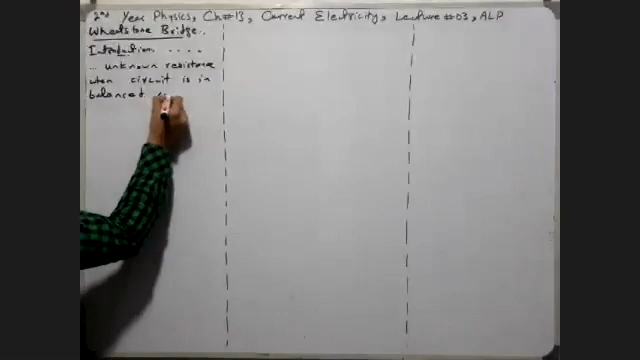 2nd Year Physics, Ch#13, Current Electricity, Lecture #03, ALP
Wheatstone Bridge..
Introduction ....
... unknown resistance
when circuit is in
balanced